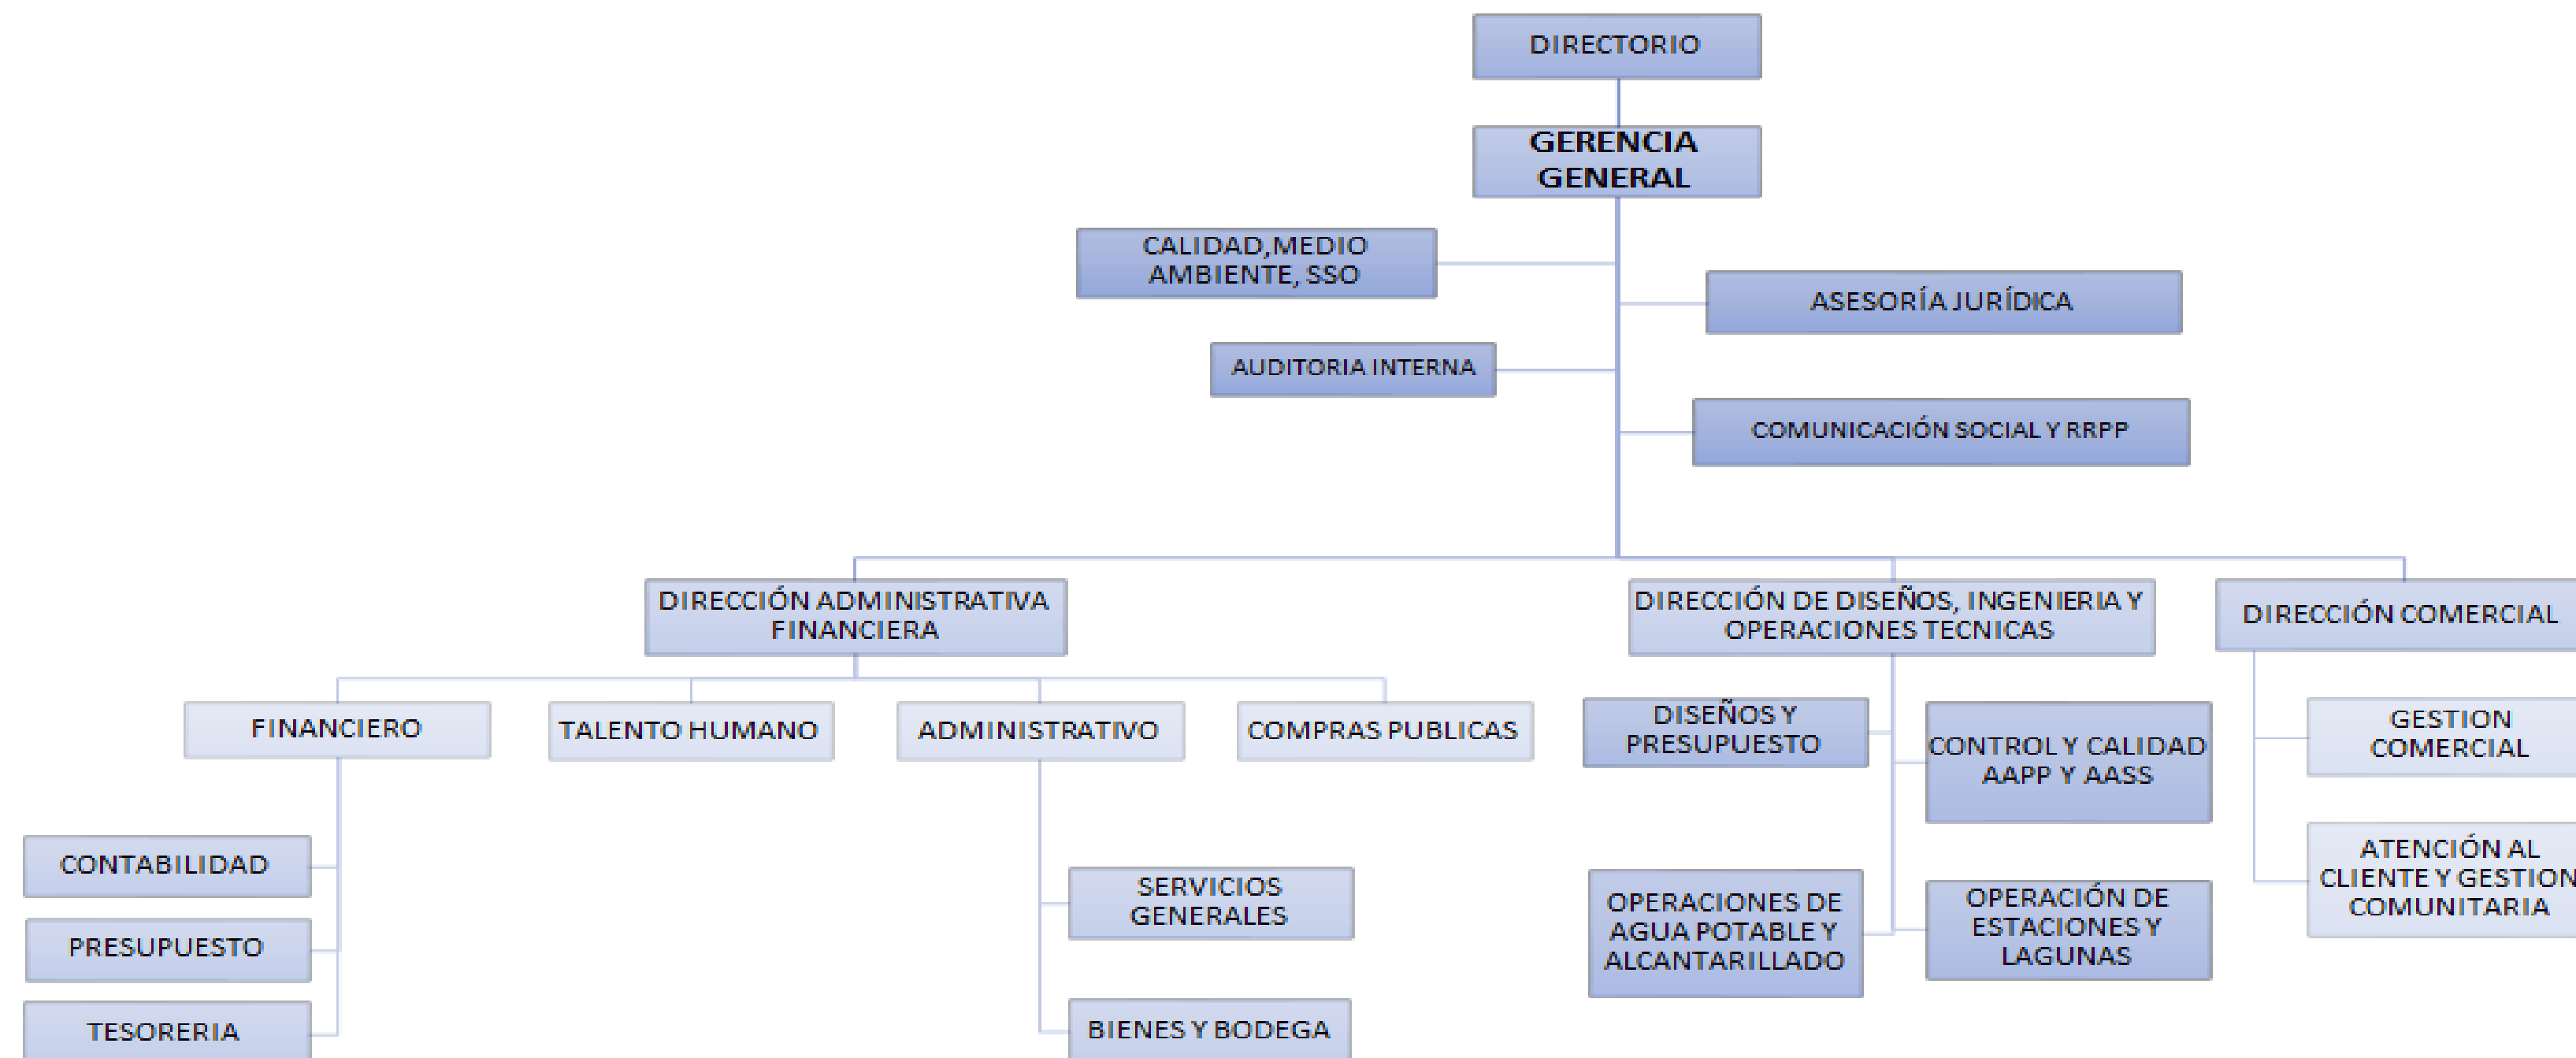 DIRECTORIO
GERENCIA
GENERAL
CALIDAD,MEDIO
AMBIENTE, SSO
ASESORÍA JURÍDICA
AUDITORIA INTERNA
COMUNICACIÓN SOCIAL Y RRPP
DIRECCIÓN ADMINISTRATIVA
FINANCIERA
DIRECCIÓN DE DISEÑOS, INGENIERIA Y
OPERACIONES TECNICAS
DIRECCIÓN COMERCIAL
FINANCIERO
TALENTO HUMANO
ADMINISTRATIVO
COMPRAS PUBLICAS
DISEÑOS Y
PRESUPUESTO
CONTROL Y CALIDAD
AAPP Y AASS
GESTION
COMERCIAL
CONTABILIDAD
PRESUPUESTO
TESORERIA
SERVICIOS
GENERALES
BIENES Y BODEGA
OPERACIONES DE
AGUA POTABLE Y
ALCANTARILLADO
OPERACIÓN DE
ESTACIONES Y
LAGUNAS
ATENCIÓN AL
CLIENTE Y GESTION
COMUNITARIA